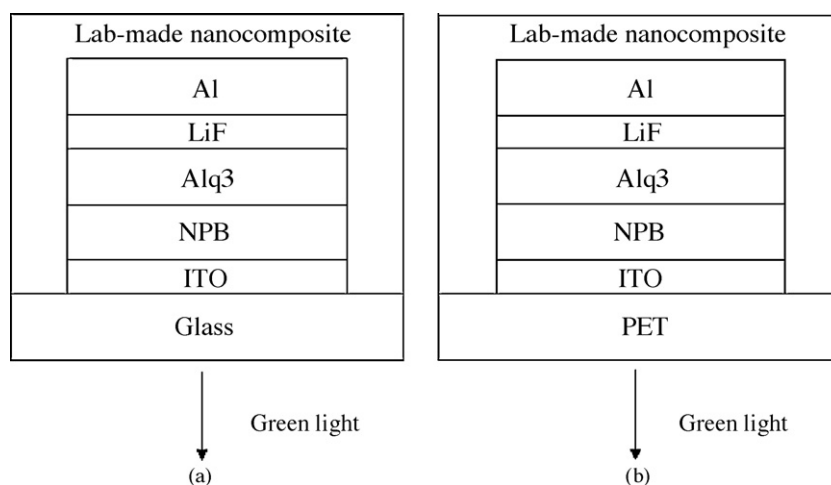 Lab-made nanocomposite
Al
LiF
Alq3
NPB
ITO
Glass
Green light
(a)
Lab-made nanocomposite
Al
LiF
Alq3
NPB
ITO
PET
Green light
(b)